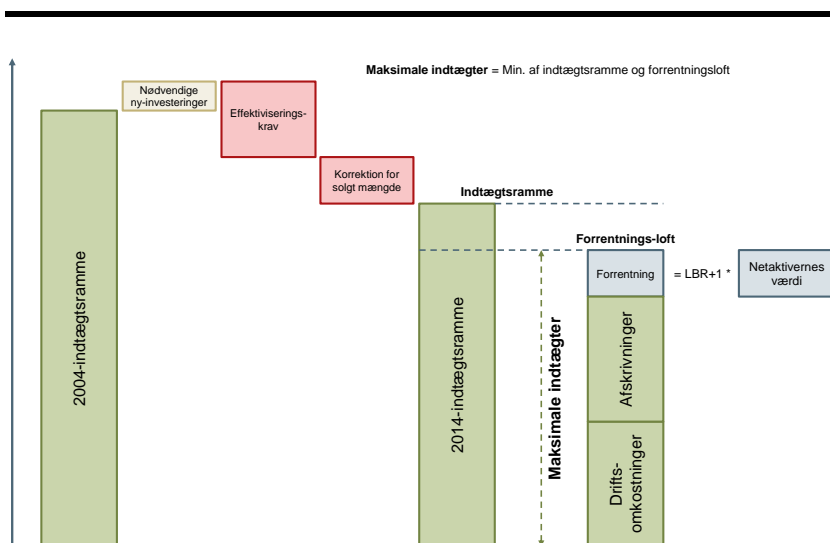 Maksimale indtægter = Min. af indtægtsramme og forrentningsloft
Nødvendige
ny-investeringer
Effektiviserings-
krav
Korrektion for
solgt mængde
Indtægtsramme
Forrentnings-loft
Forrentning
= LBR+1 *
Netaktivernes
værdi
2004-indtægtsramme
2014-indtægtsramme
Maksimale indtægter
Afskrivninger
Drifts-
omkostninger